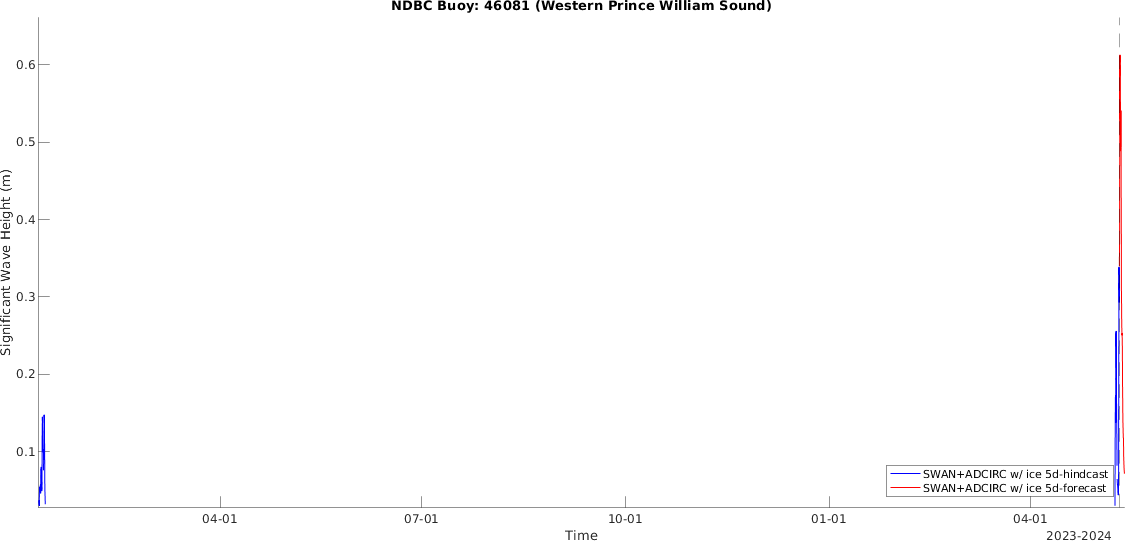 NDBC Buoy: 46081 (Western Prince William Sound)
Significant Wave Height (m)
0.6
0.5
0.4
0.3
0.2
0.1
SWAN+ADCIRC w/ ice 5d-hindcast
SWAN+ADCIRC w/ ice 5d-forecast
04-01
07-01
10-01
01-01
04-01
Time
2023-2024